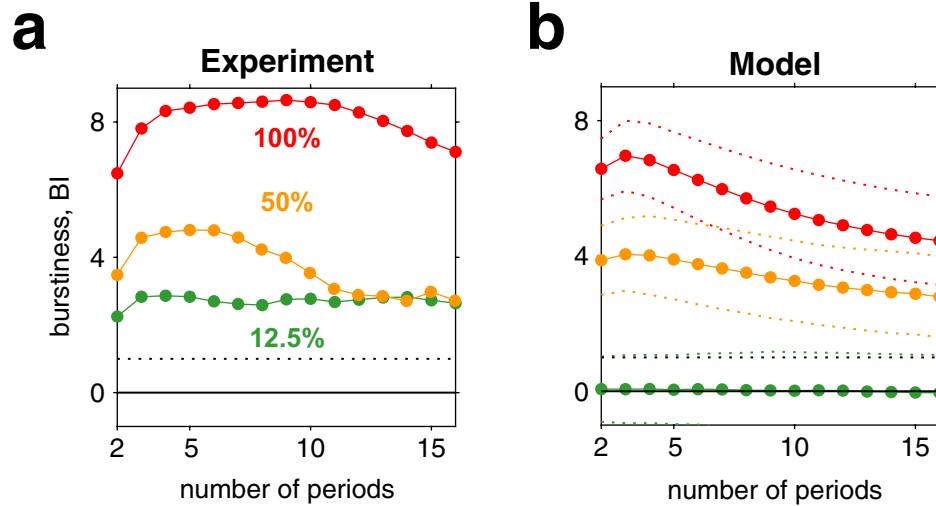 a
Experiment
burstiness, BI
8
4
0
100%
50%
12.5%
2 5 10 15
number of periods
b
Model
8
4
0
2 5 10 15
number of periods